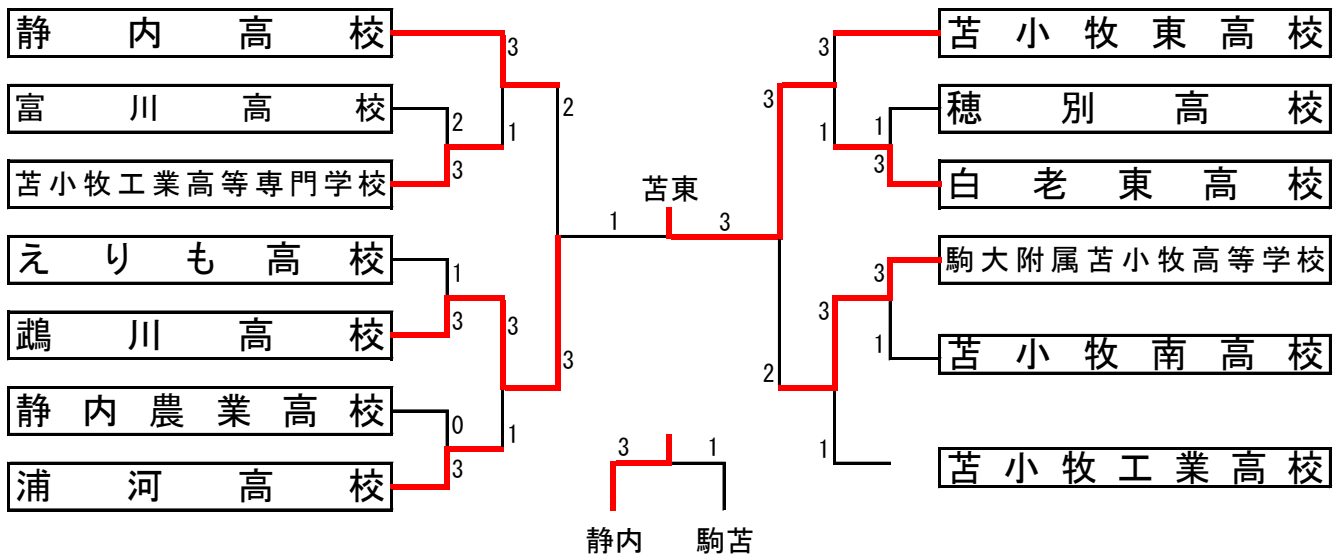 静内高校
富川高校
苫小牧工業高等専門学校
えりも高校
鵡川高校
静内農業高校
浦河高校
3
2
1
3
2
1
3
3
0
1
3
3
1
苫東
3
3
1
静内
駒苫
3
3
1
1
3
3
3
1
2
1
苫小牧東高校
穂別高校
白老東高校
駒大附属苫小牧高等学校
苫小牧南高校
苫小牧工業高校